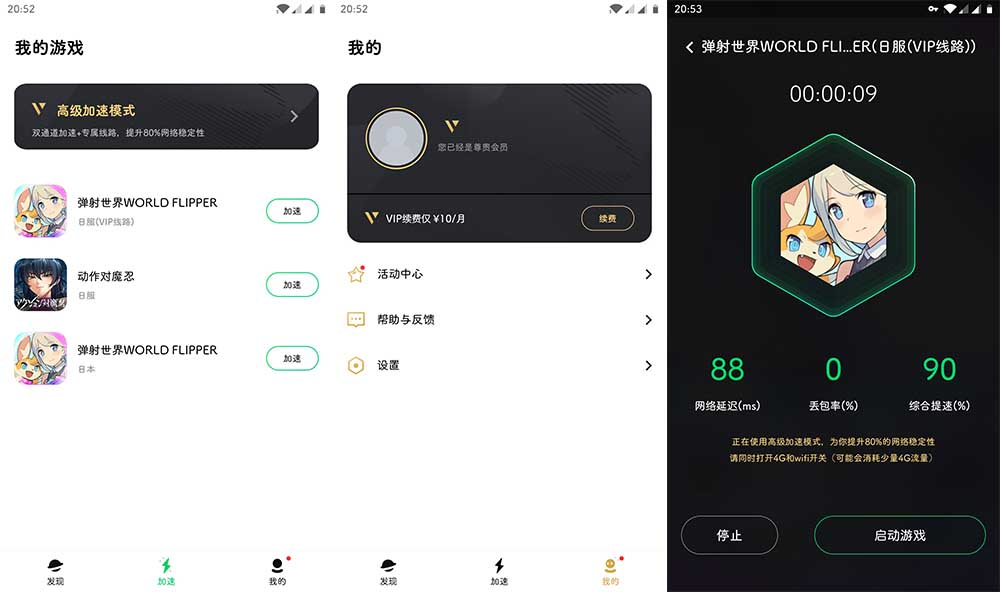 20:52
我的游戏
高级加速模式
双通道加速+专属线路，提升80%网络稳定性
弹射世界WORLD FLIPPER
日服(VIP线路)
加速
动作对魔忍
日服
加速
弹射世界WORLD FLIPPER
日本
加速
发现
加速
我的
20:52
我的
您已经是尊贵会员
VIP续费仅 ¥10/月
续费
活动中心
帮助与反馈
设置
发现
加速
我的
20:53
弹射世界WORLD FLI...ER(日服(VIP线路))
00:00:09
88
0
90
网络延迟(ms)
丢包率(%)
综合提速(%)
正在使用高级加速模式，为你提升80%的网络稳定性
请同时打开4G和wifi开关（可能会消耗少量4G流量）
停止
启动游戏